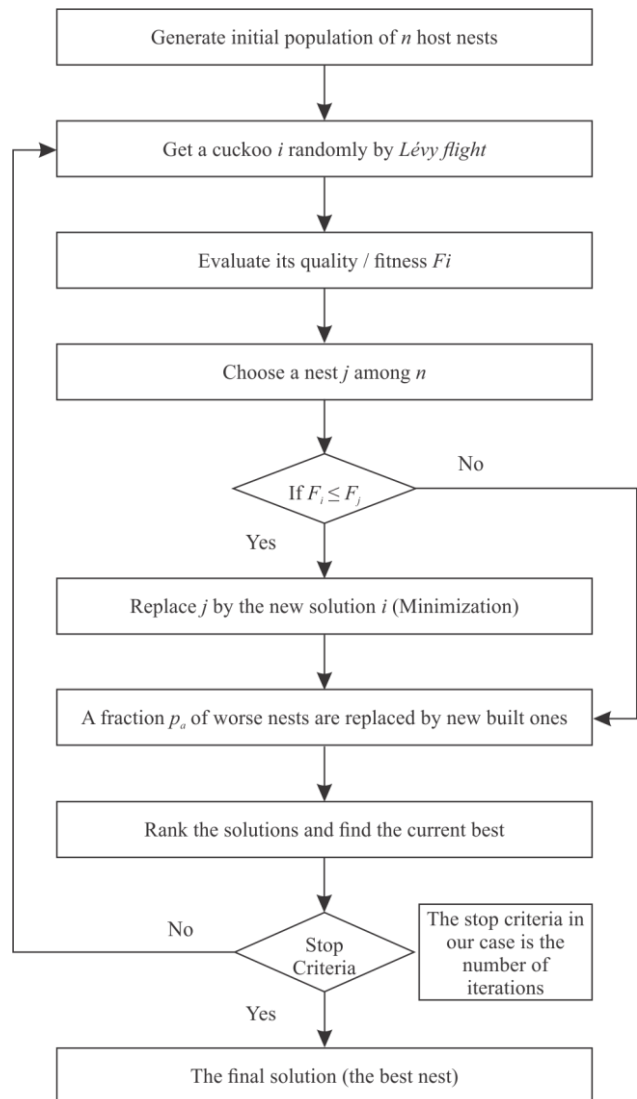 Generate initial population of n host nests
Get a cuckoo i randomly by Lévy flight
Evaluate its quality / fitness Fi
Choose a nest j among n
No
If F_i ≤ F_j
Yes
Replace j by the new solution i (Minimization)
A fraction p_a of worse nests are replaced by new built ones
Rank the solutions and find the current best
No
Stop
Criteria
The stop criteria in
our case is the
number of
iterations
Yes
The final solution (the best nest)